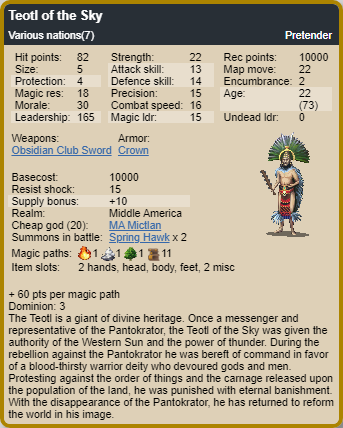 Teotl of the Sky
Various nations(7) Pretender
Hit points: 82 Strength: 22 Rec points: 10000
Size: 5 Attack skill: 13 Map move: 22
Protection: 4 Defence skill: 14 Encumbrance: 2
Magic res: 18 Precision: 15 Age: 22
Morale: 30 Combat speed: 16 (73)
Leadership: 165 Magic ldr: 15 Undead ldr: 0
Weapons: Armor:
Obsidian Club Sword Crown
Basecost: 10000
Resist shock: 15
Supply bonus: +10
Realm: Middle America
Cheap god (20): MA Mictlan
Summons in battle: Spring Hawk x 2
Magic paths: 1 1 1 11
Item slots: 2 hands, head, body, feet, 2 misc
+ 60 pts per magic path
Dominion: 3
The Teotl is a giant of divine heritage. Once a messenger and
representative of the Pantokrator, the Teotl of the Sky was given the
authority of the Western Sun and the power of thunder. During the
rebellion against the Pantokrator he was bereft of command in favor
of a blood-thirsty warrior deity who devoured gods and men.
Protesting against the order of things and the carnage released upon
the population of the land, he was punished with eternal banishment.
With the disappearance of the Pantokrator, he has returned to reform
the world in his image.